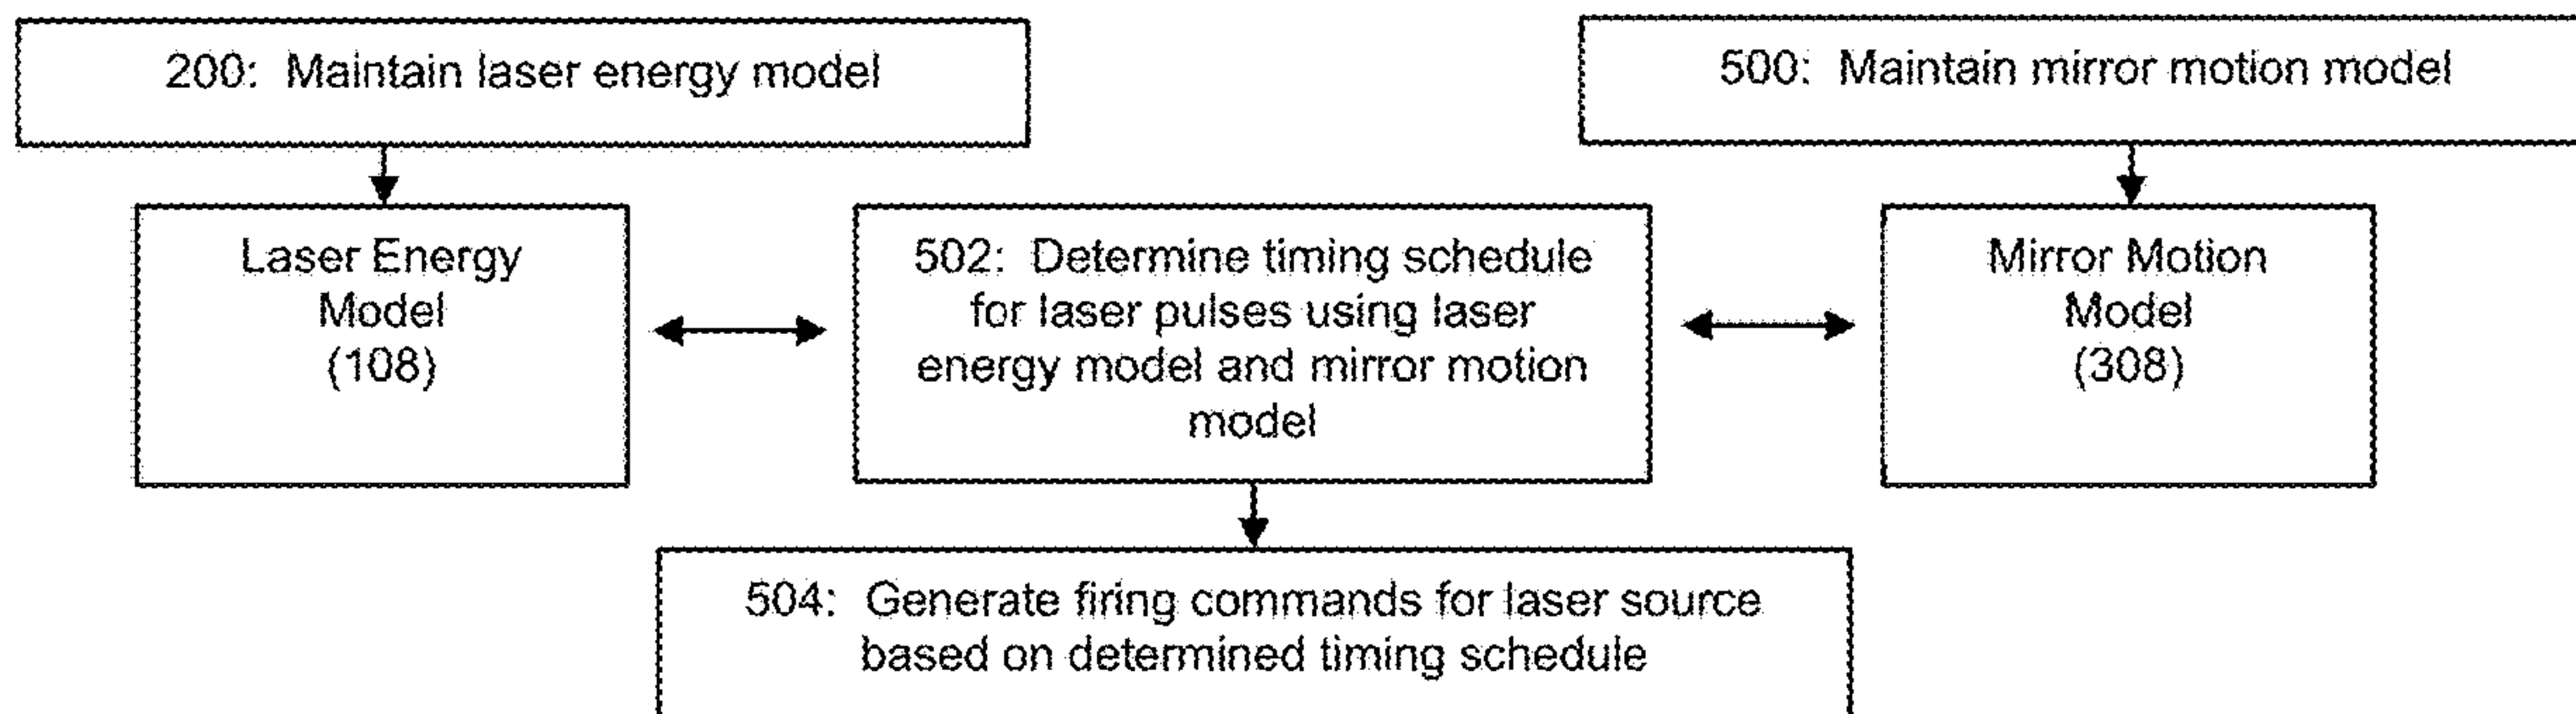 200: Maintain laser energy model
500: Maintain mirror motion model
Laser Energy
Model
(108)
502: Determine timing schedule
for laser pulses using laser
energy model and mirror motion
model
Mirror Motion
Model
(308)
504: Generate firing commands for laser source
based on determined timing schedule